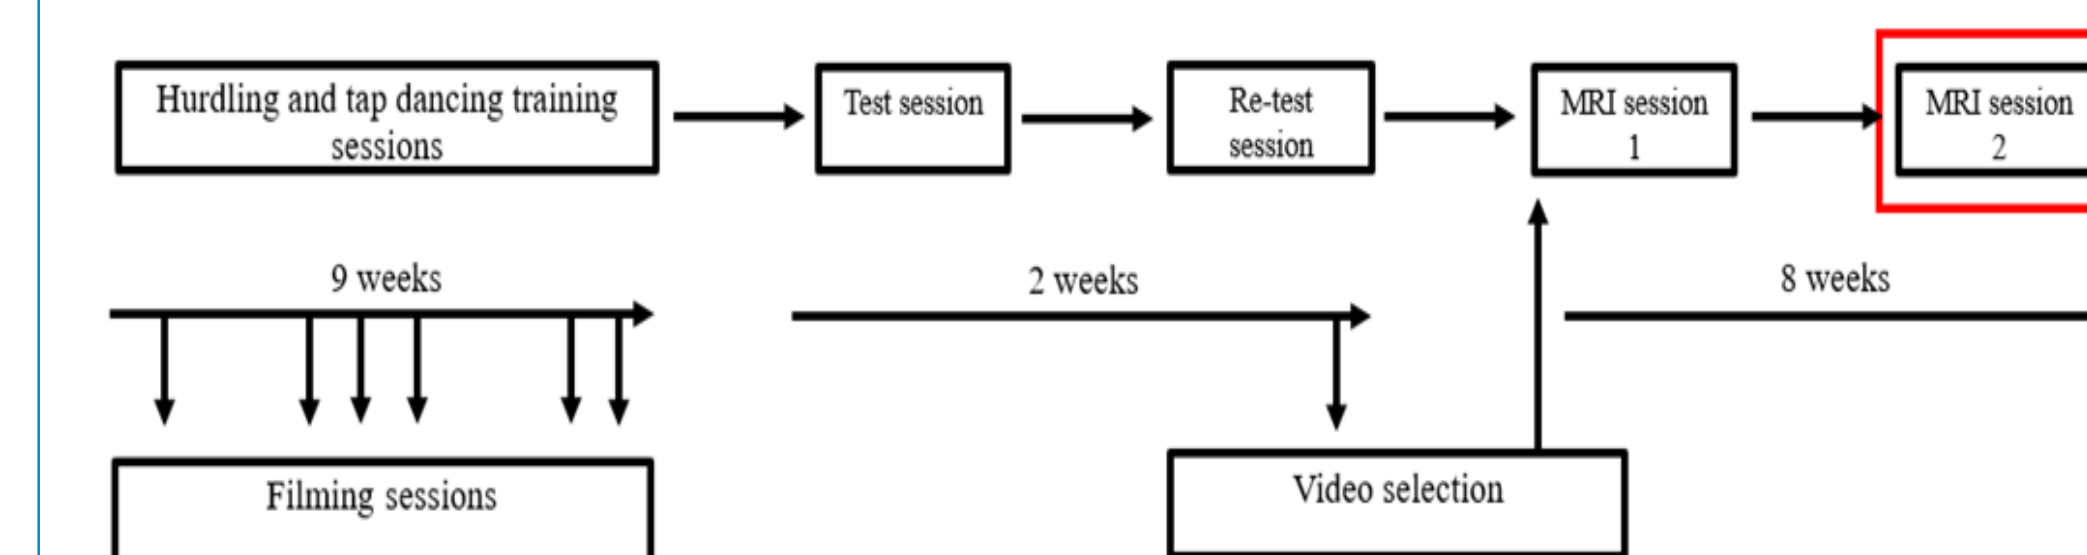 Hurdling and tap dancing training
sessions
Test session
Re-test
session
MRI session
1
MRI session
2
9 weeks
2 weeks
8 weeks
Filming sessions
Video selection